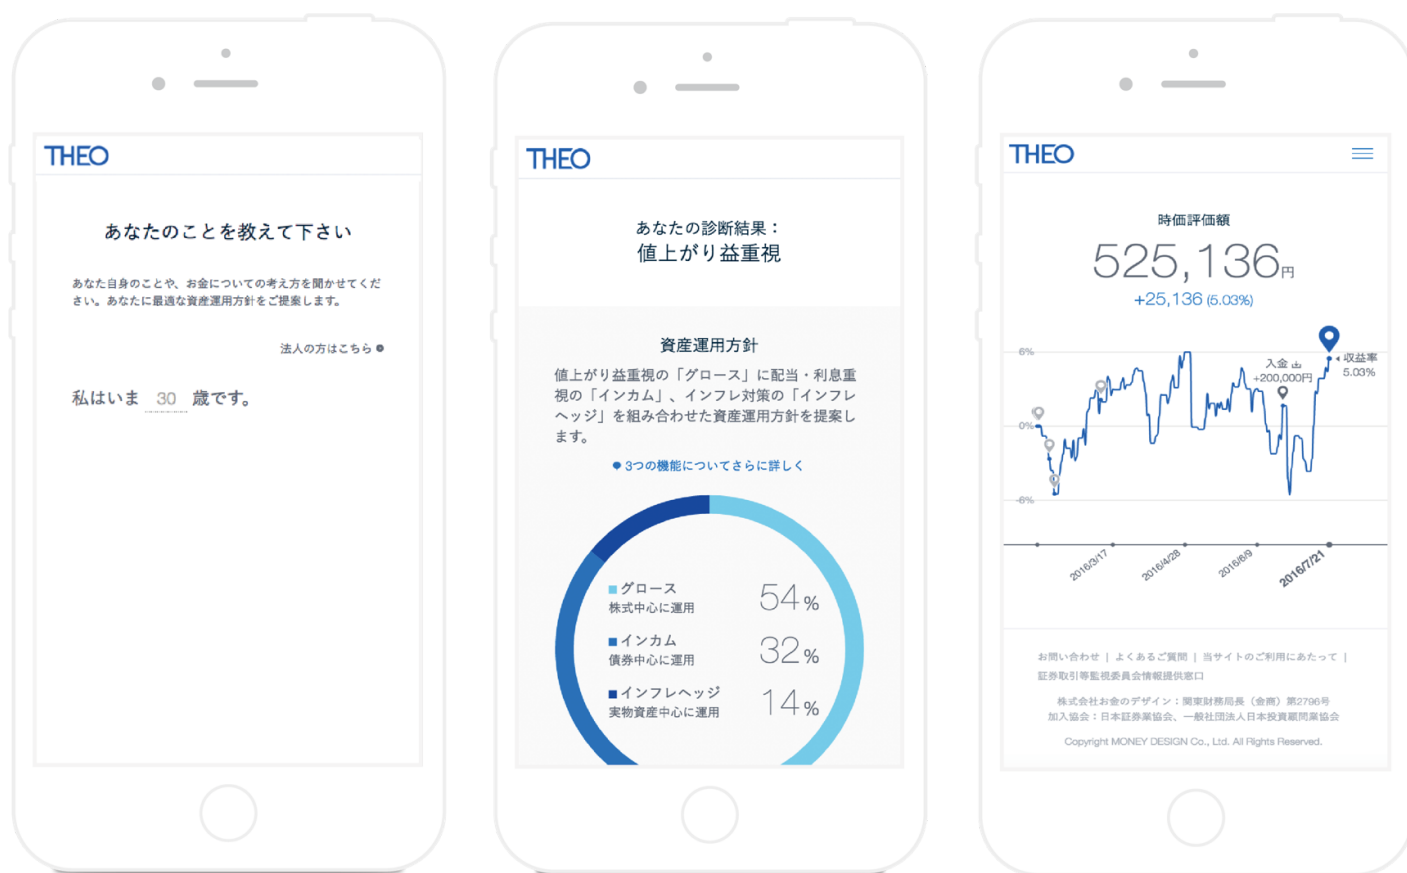 THEO
あなたのことを教えて下さい
あなた自身のことや、お金についての考え方を聞かせてくだ
さい。あなたに最適な資産運用方針をご提案します。
法人の方はこちら
私はいま 30 歳です。
THEO
あなたの診断結果：
値上がり益重視
資産運用方針
値上がり益重視の「グロース」に配当・利息重
視の「インカム」、インフレ対策の「インフレ
ヘッジ」を組み合わせた資産運用方針を提案し
ます。
3つの機能についてさらに詳しく
グロース
株式中心に運用
54%
インカム
債券中心に運用
32%
インフレヘッジ
実物資産中心に運用
14%
THEO
時価評価額
525,136円
+25,136 (5.03%)
6%
0%
-6%
入金
+200,000円
収益率
5.03%
2016/3/17
2016/4/28
2016/6/9
2016/7/21
お問い合わせ | よくあるご質問 | 当サイトのご利用にあたって |
証券取引等監視委員会情報提供窓口
株式会社お金のデザイン：関東財務局長（金商）第2796号
加入協会：日本証券業協会、一般社団法人日本投資顧問業協会
Copyright MONEY DESIGN Co., Ltd. All Rights Reserved.